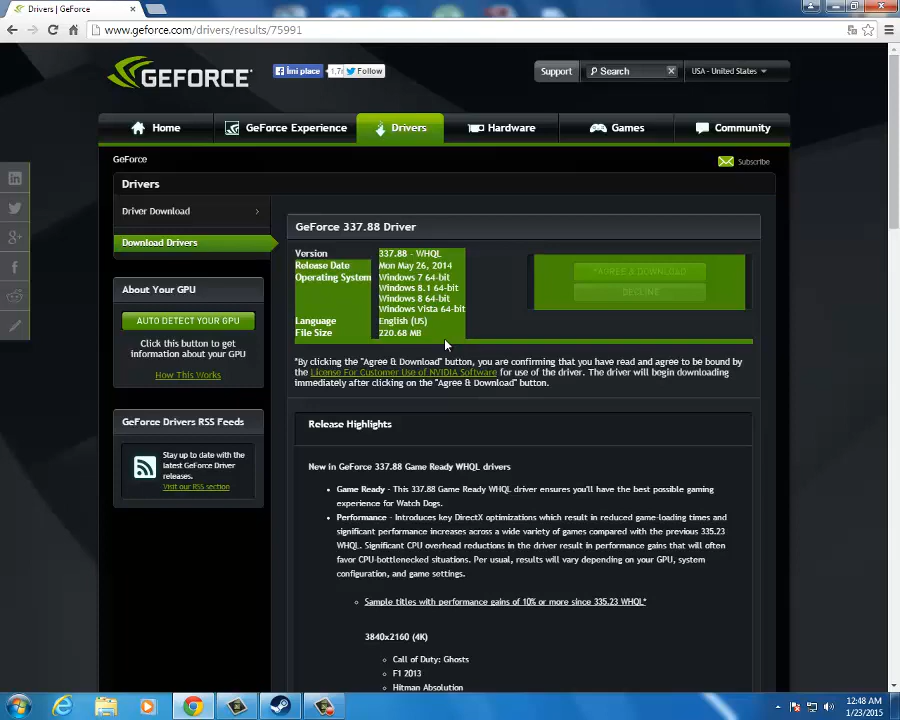 Drivers | GeForce
www.geforce.com/drivers/results/75991
GEFORCE
Îmi place
Follow
Support
Search
USA - United States
Home
GeForce Experience
Drivers
Hardware
Games
Community
GeForce
Subscribe
Drivers
Driver Download
Download Drivers
About Your GPU
AUTO DETECT YOUR GPU
Click this button to get
information about your GPU
How This Works
GeForce Drivers RSS Feeds
Stay up to date with the
latest GeForce Driver
releases.
Visit our RSS section
GeForce 337.88 Driver
Version 337.88 - WHQL
Release Date Mon May 26, 2014
Operating System Windows 7 64-bit
Windows 8.1 64-bit
Windows 8 64-bit
Windows Vista 64-bit
Language English (US)
File Size 220.68 MB
*AGREE & DOWNLOAD
DECLINE
*By clicking the "Agree & Download" button, you are confirming that you have read and agree to be bound by
the License For Customer Use of NVIDIA Software for use of the driver. The driver will begin downloading
immediately after clicking on the "Agree & Download" button.
Release Highlights
New in GeForce 337.88 Game Ready WHQL drivers
Game Ready - This 337.88 Game Ready WHQL driver ensures you'll have the best possible gaming
experience for Watch Dogs.
Performance - Introduces key DirectX optimizations which result in reduced game-loading times and
significant performance increases across a wide variety of games compared with the previous 335.23
WHQL. Significant CPU overhead reductions in the driver result in performance gains that will often
favor CPU-bottlenecked situations. Per usual, results will vary depending on your GPU, system
configuration, and game settings.
Sample titles with performance gains of 10% or more since 335.23 WHQL*
3840x2160 (4K)
Call of Duty: Ghosts
F1 2013
Hitman Absolution
12:48 AM
1/23/2015